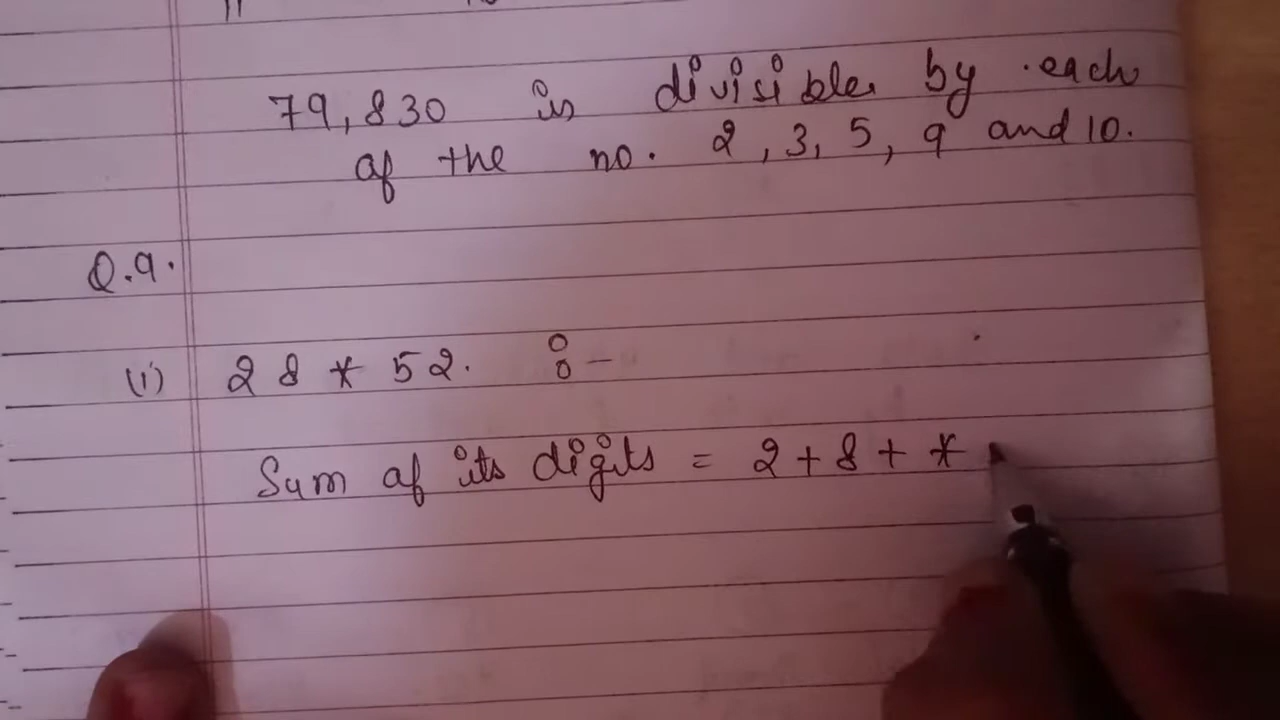 79,830 is divisible by each
of the no. 2, 3, 5, 9 and 10.
Q.9.
(i) 28*52. :-
Sum of its digits = 2+8+*